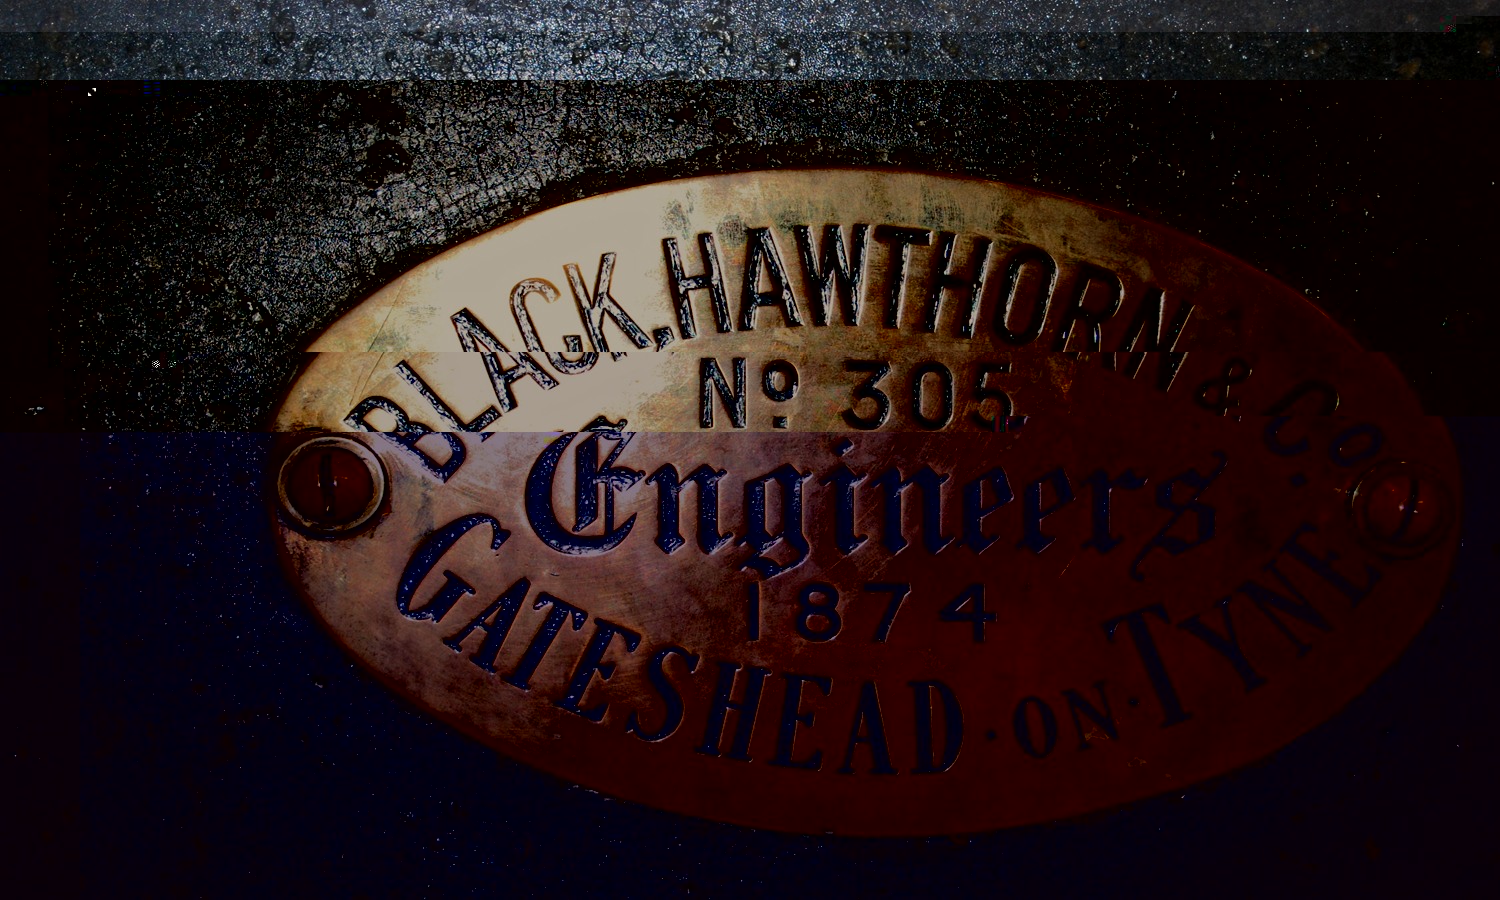 BLACK, HAWTHORN & Co.
No 305.
Engineers
1874
GATESHEAD·ON·TYNE